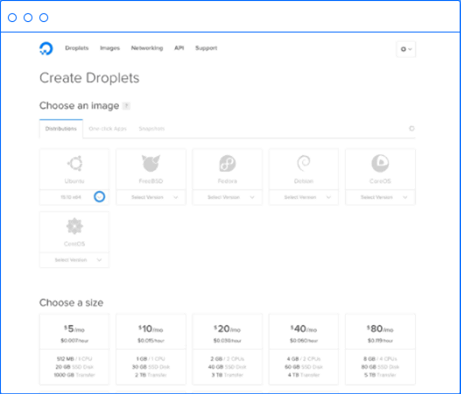 Droplets Images Networking API Support
Create Droplets
Choose an image ?
Distributions One-click Apps Snapshots
Ubuntu FreeBSD Fedora Debian CoreOS
15.10 x64 Select Version Select Version Select Version Select Version
CentOS
Select Version
Choose a size
$5/mo $10/mo $20/mo $40/mo $80/mo
$0.007/hour $0.015/hour $0.030/hour $0.060/hour $0.119/hour
512 MB / 1 CPU 1 GB / 1 CPU 2 GB / 2 CPUs 4 GB / 2 CPUs 8 GB / 4 CPUs
20 GB SSD Disk 30 GB SSD Disk 40 GB SSD Disk 60 GB SSD Disk 80 GB SSD Disk
1000 GB Transfer 2 TB Transfer 3 TB Transfer 4 TB Transfer 5 TB Transfer